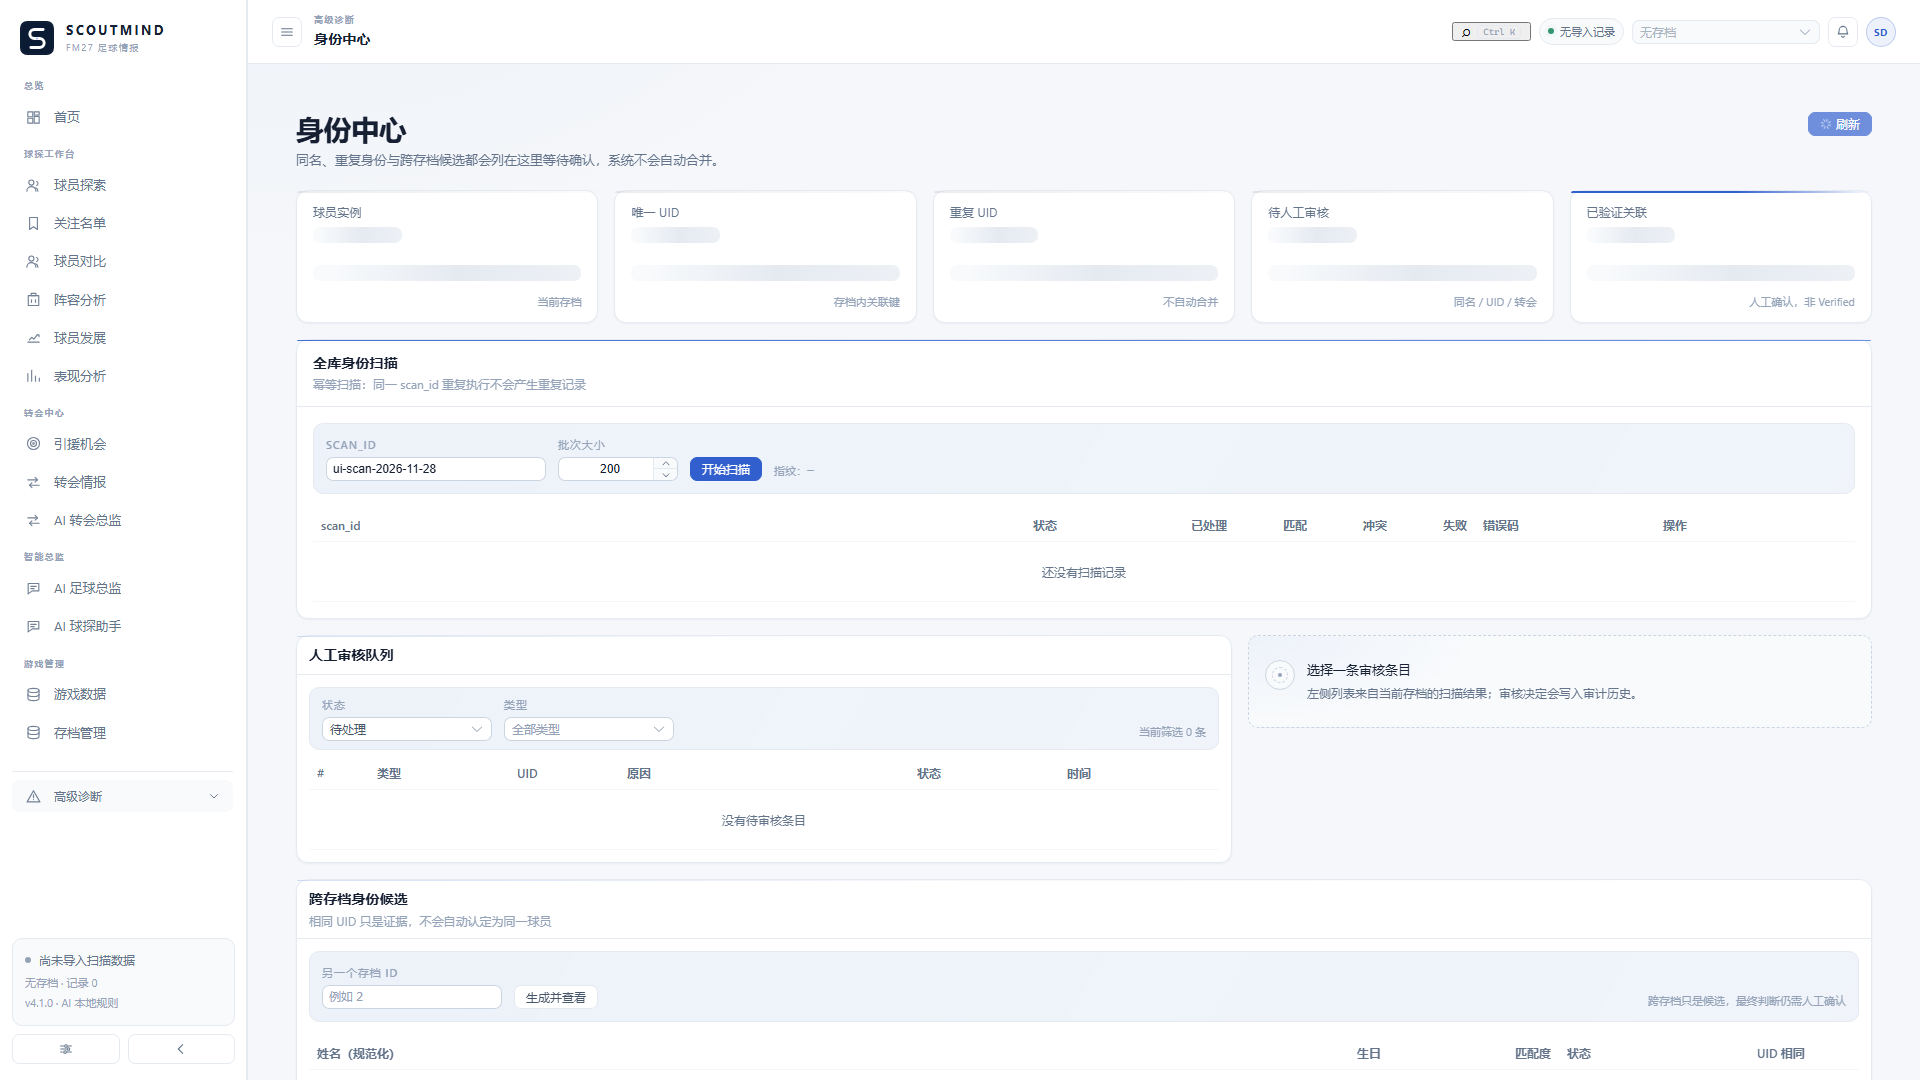 SCOUTMIND
FM27 足球情报
总览
首页
球探工作台
球员探索
关注名单
球员对比
阵容分析
球员发展
表现分析
转会中心
引援机会
转会情报
AI 转会总监
智能总监
AI 足球总监
AI 球探助手
游戏管理
游戏数据
存档管理
高级诊断
尚未导入扫描数据
无存档 · 记录 0
v4.1.0 · AI 本地规则
高级诊断
身份中心
Ctrl K
无导入记录
无存档
SD
身份中心
同名、重复身份与跨存档候选都会列在这里等待确认，系统不会自动合并。
刷新
球员实例
当前存档
唯一 UID
存档内关联键
重复 UID
不自动合并
待人工审核
同名 / UID / 转会
已验证关联
人工确认，非 Verified
全库身份扫描
幂等扫描：同一 scan_id 重复执行不会产生重复记录
SCAN_ID
批次大小
ui-scan-2026-11-28
200
开始扫描
指纹：—
scan_id 状态 已处理 匹配 冲突 失败 错误码 操作
还没有扫描记录
人工审核队列
状态
类型
待处理
全部类型
当前筛选 0 条
# 类型 UID 原因 状态 时间
没有待审核条目
选择一条审核条目
左侧列表来自当前存档的扫描结果；审核决定会写入审计历史。
跨存档身份候选
相同 UID 只是证据，不会自动认定为同一球员
另一个存档 ID
例如 2
生成并查看
跨存档只是候选，最终判断仍需人工确认
姓名（规范化） 生日 匹配度 状态 UID 相同